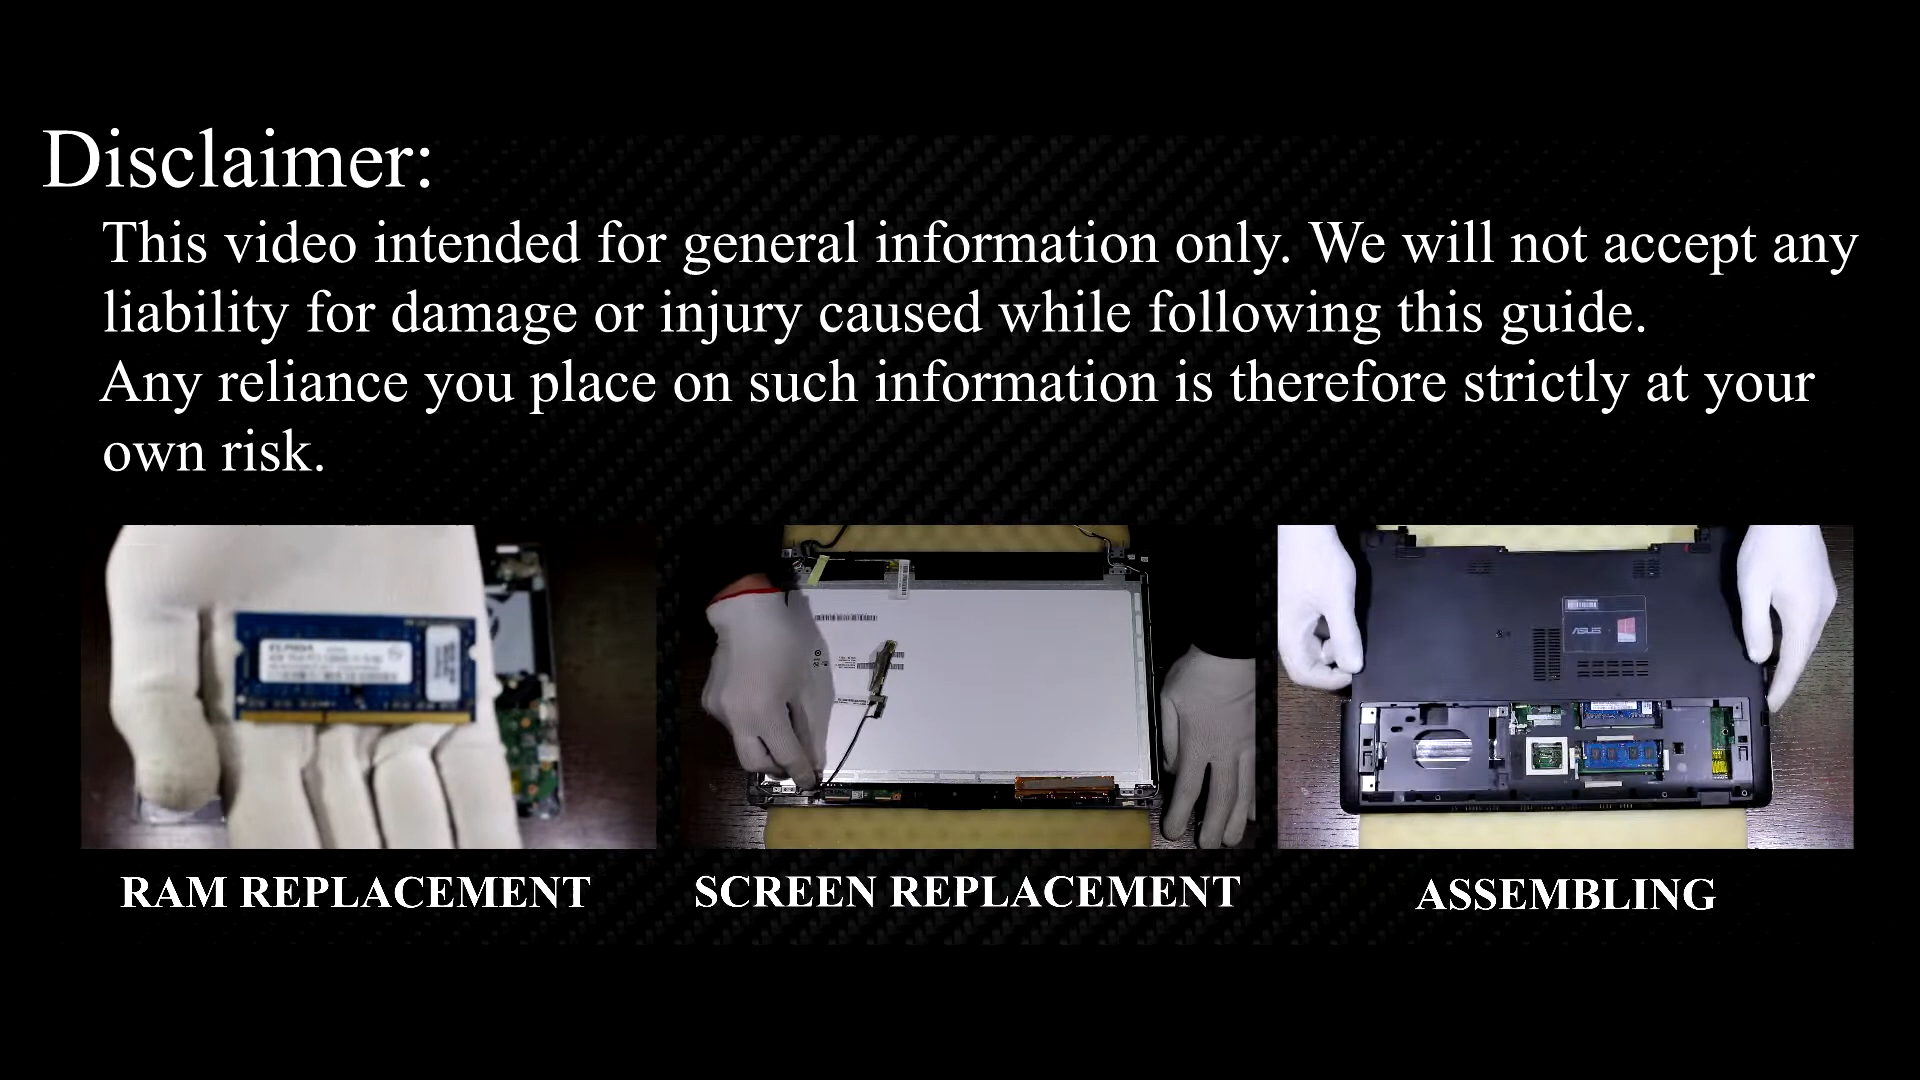 Disclaimer:
This video intended for general information only. We will not accept any
liability for damage or injury caused while following this guide.
Any reliance you place on such information is therefore strictly at your
own risk.
ELPIDA
ASUS
RAM REPLACEMENT
SCREEN REPLACEMENT
ASSEMBLING